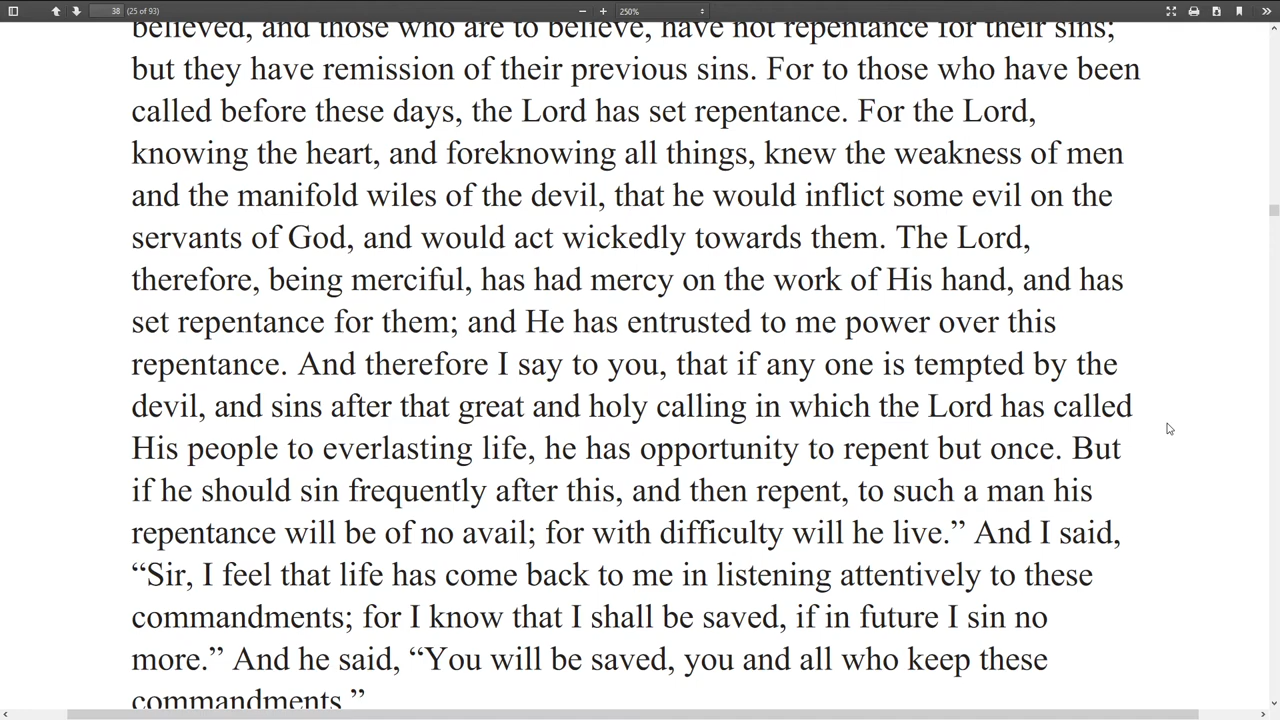 38 (25 of 93) 250%
believed, and those who are to believe, have not repentance for their sins;
but they have remission of their previous sins. For to those who have been
called before these days, the Lord has set repentance. For the Lord,
knowing the heart, and foreknowing all things, knew the weakness of men
and the manifold wiles of the devil, that he would inflict some evil on the
servants of God, and would act wickedly towards them. The Lord,
therefore, being merciful, has had mercy on the work of His hand, and has
set repentance for them; and He has entrusted to me power over this
repentance. And therefore I say to you, that if any one is tempted by the
devil, and sins after that great and holy calling in which the Lord has called
His people to everlasting life, he has opportunity to repent but once. But
if he should sin frequently after this, and then repent, to such a man his
repentance will be of no avail; for with difficulty will he live.” And I said,
“Sir, I feel that life has come back to me in listening attentively to these
commandments; for I know that I shall be saved, if in future I sin no
more.” And he said, “You will be saved, you and all who keep these
commandments.”